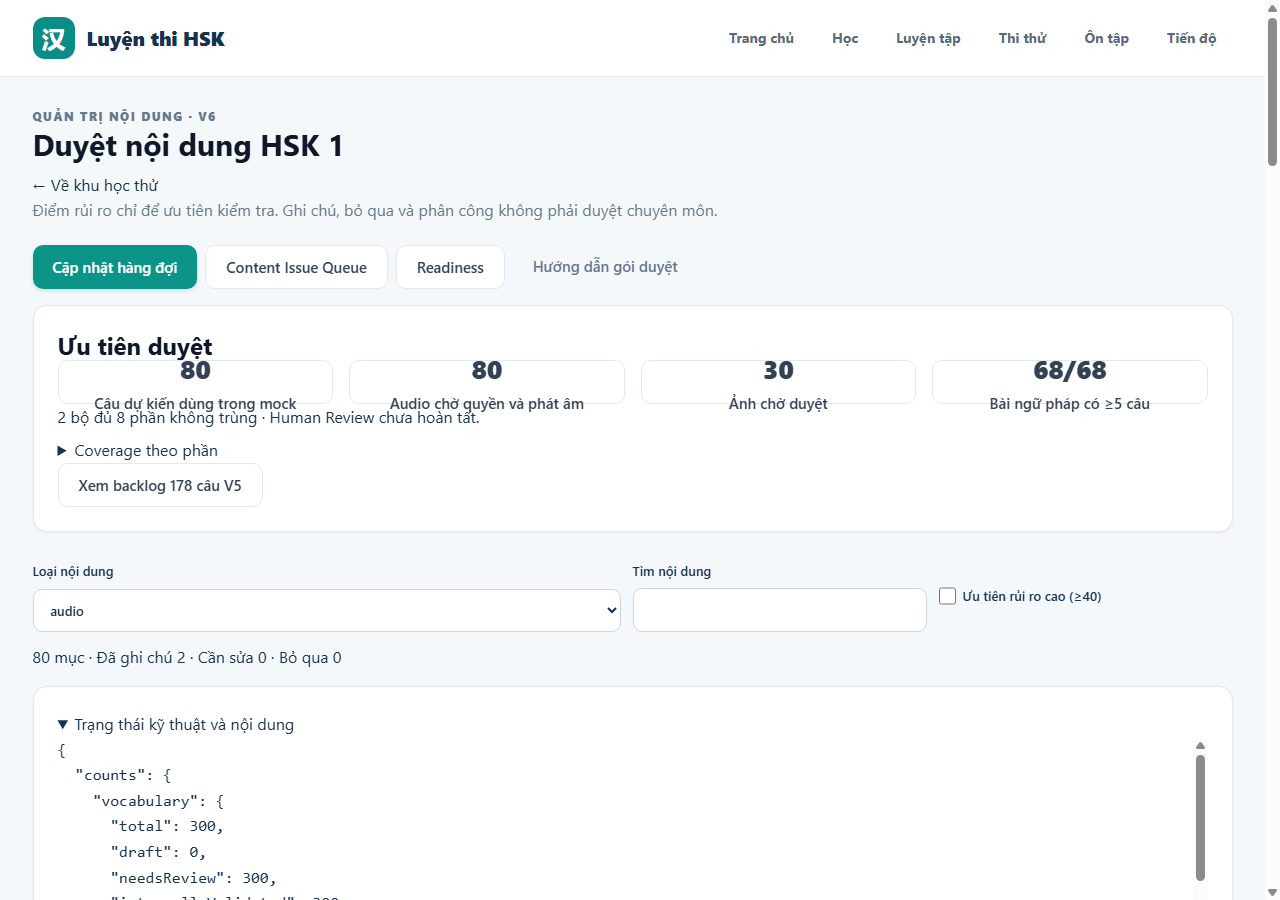 汉 Luyện thi HSK
Trang chủ Học Luyện tập Thi thử Ôn tập Tiến độ
QUẢN TRỊ NỘI DUNG · V6
Duyệt nội dung HSK 1
← Về khu học thử
Điểm rủi ro chỉ để ưu tiên kiểm tra. Ghi chú, bỏ qua và phân công không phải duyệt chuyên môn.
Cập nhật hàng đợi Content Issue Queue Readiness Hướng dẫn gói duyệt
Ưu tiên duyệt
80 80 30 68/68
Câu dự kiến dùng trong mock Audio chờ quyền và phát âm Ảnh chờ duyệt Bài ngữ pháp có ≥5 câu
2 bộ đủ 8 phần không trùng · Human Review chưa hoàn tất.
Coverage theo phần
Xem backlog 178 câu V5
Loại nội dung Tìm nội dung
audio Ưu tiên rủi ro cao (≥40)
80 mục · Đã ghi chú 2 · Cần sửa 0 · Bỏ qua 0
Trạng thái kỹ thuật và nội dung
{
"counts": {
"vocabulary": {
"total": 300,
"draft": 0,
"needsReview": 300,